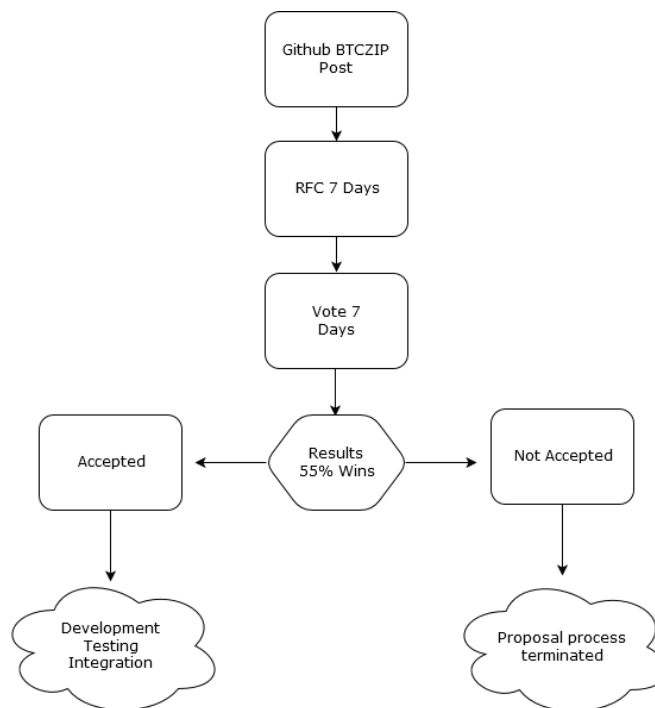 Github BTCZIP
Post
RFC 7 Days
Vote 7
Days
Results
55% Wins
Accepted
Not Accepted
Development
Testing
Integration
Proposal process
terminated